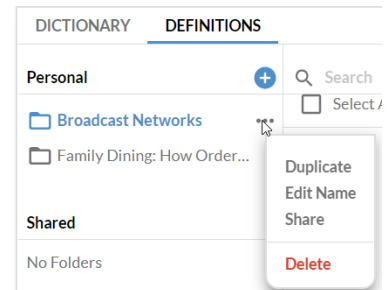 DICTIONARY DEFINITIONS
Personal
Search
Select A
Broadcast Networks
Family Dining: How Order...
Duplicate
Edit Name
Share
Delete
Shared
No Folders